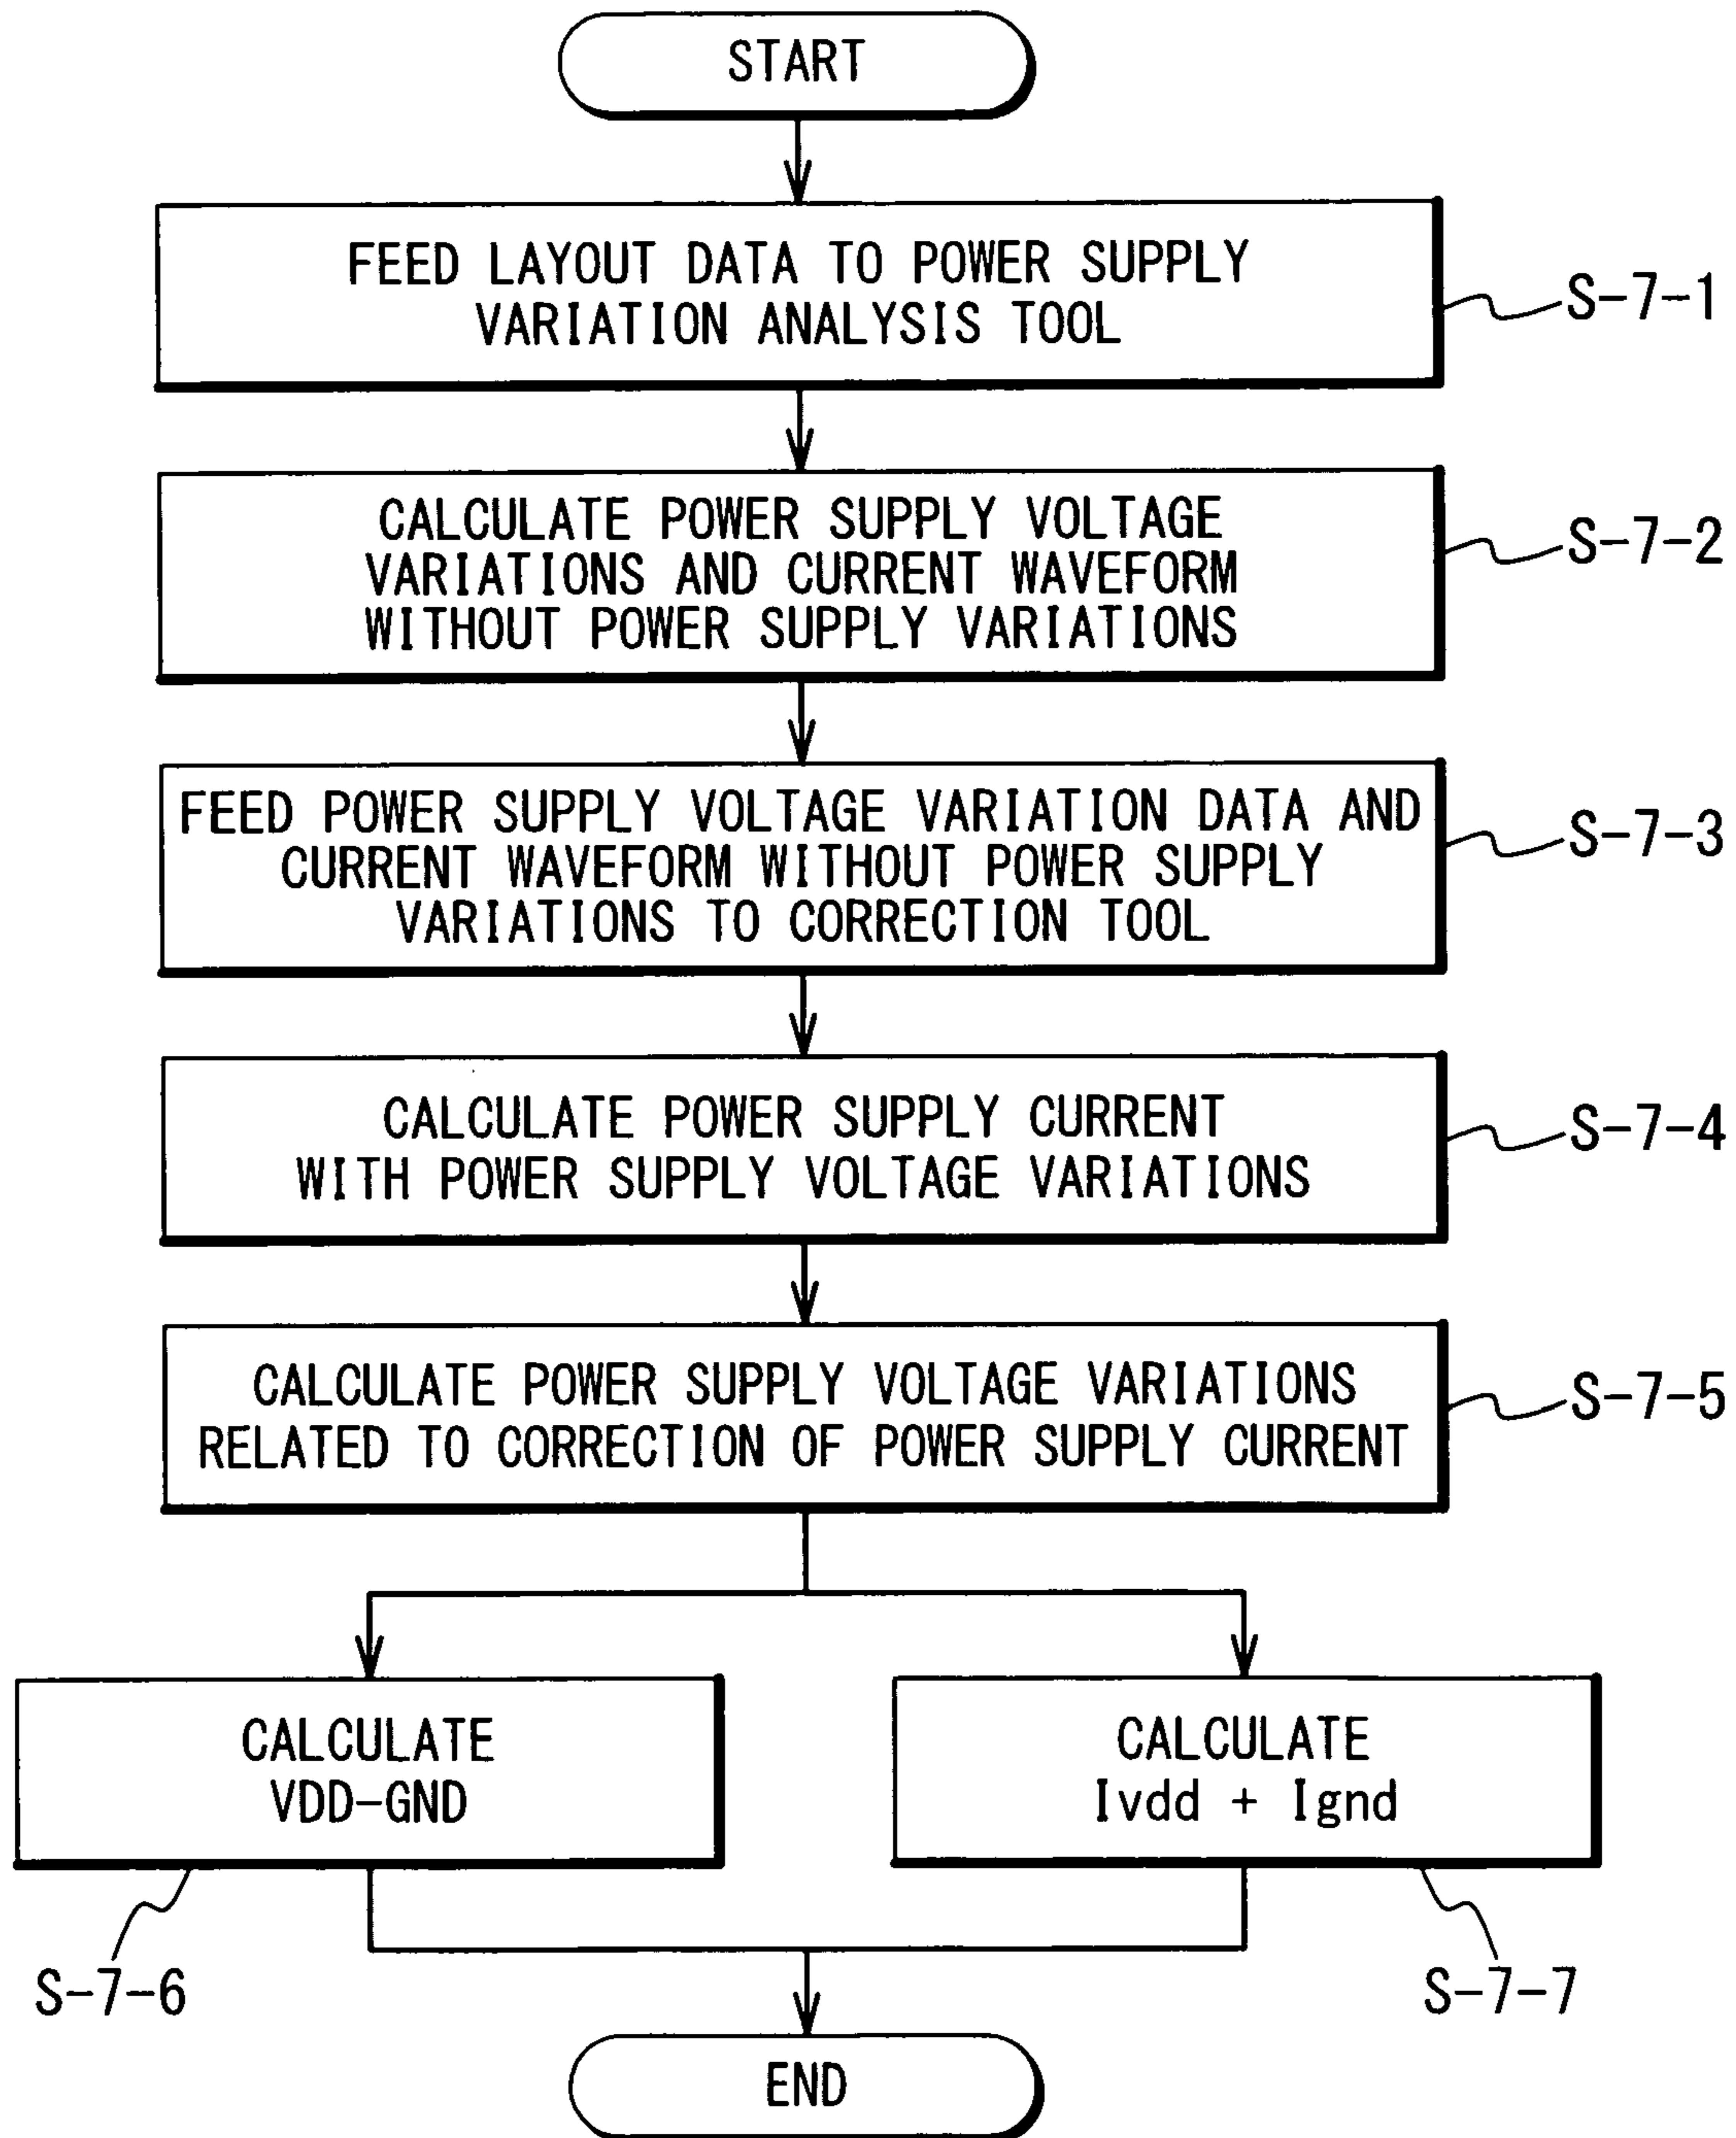 START
FEED LAYOUT DATA TO POWER SUPPLY
VARIATION ANALYSIS TOOL
S-7-1
CALCULATE POWER SUPPLY VOLTAGE
VARIATIONS AND CURRENT WAVEFORM
WITHOUT POWER SUPPLY VARIATIONS
S-7-2
FEED POWER SUPPLY VOLTAGE VARIATION DATA AND
CURRENT WAVEFORM WITHOUT POWER SUPPLY
VARIATIONS TO CORRECTION TOOL
S-7-3
CALCULATE POWER SUPPLY CURRENT
WITH POWER SUPPLY VOLTAGE VARIATIONS
S-7-4
CALCULATE POWER SUPPLY VOLTAGE VARIATIONS
RELATED TO CORRECTION OF POWER SUPPLY CURRENT
S-7-5
CALCULATE
VDD-GND
S-7-6
CALCULATE
Ivdd + Ignd
S-7-7
END